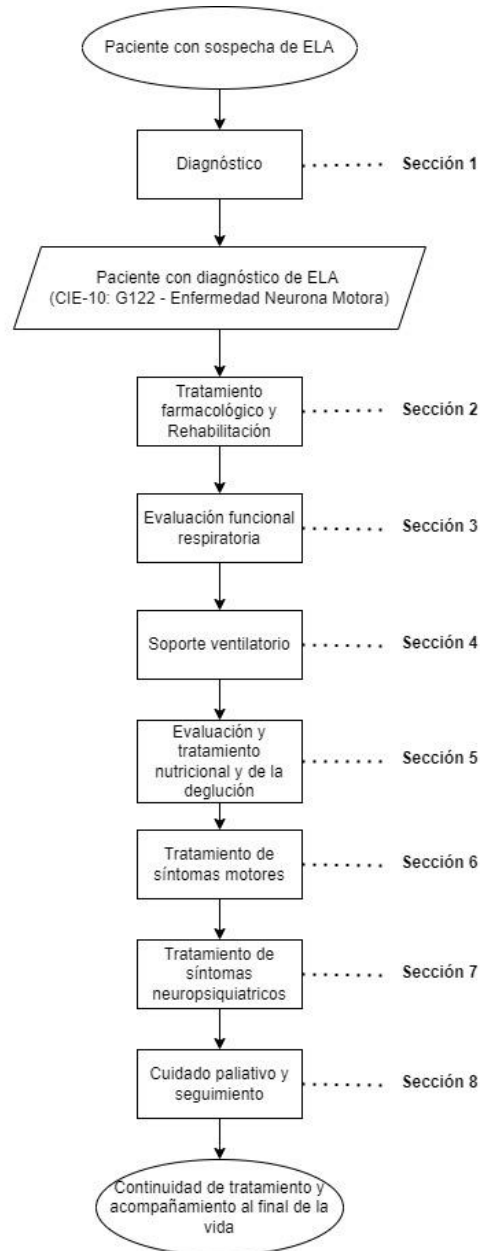 Paciente con sospecha de ELA
Diagnóstico
Sección 1
Paciente con diagnóstico de ELA
(CIE-10: G122 - Enfermedad Neurona Motora)
Tratamiento
farmacológico y
Rehabilitación
Sección 2
Evaluación funcional
respiratoria
Sección 3
Soporte ventilatorio
Sección 4
Evaluación y
tratamiento
nutricional y de la
deglución
Sección 5
Tratamiento de
síntomas motores
Sección 6
Tratamiento de
síntomas
neuropsiquiatricos
Sección 7
Cuidado paliativo y
seguimiento
Sección 8
Continuidad de tratamiento y
acompañamiento al final de la
vida